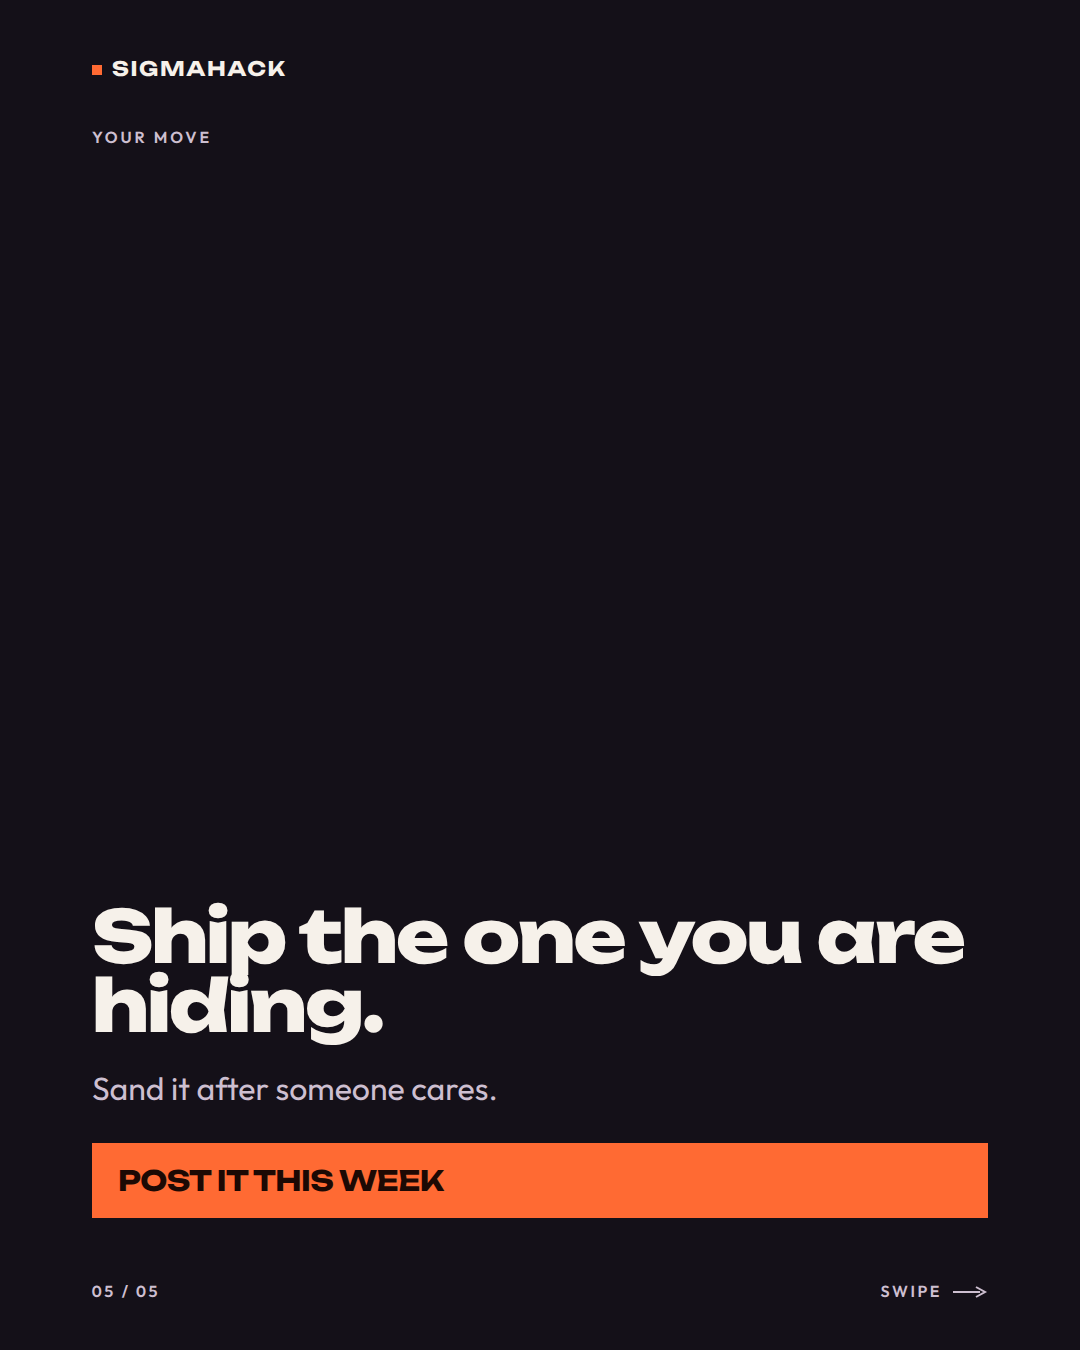 SIGMAHACK
YOUR MOVE
Ship the one you are
hiding.
Sand it after someone cares.
POST IT THIS WEEK
05 / 05
SWIPE